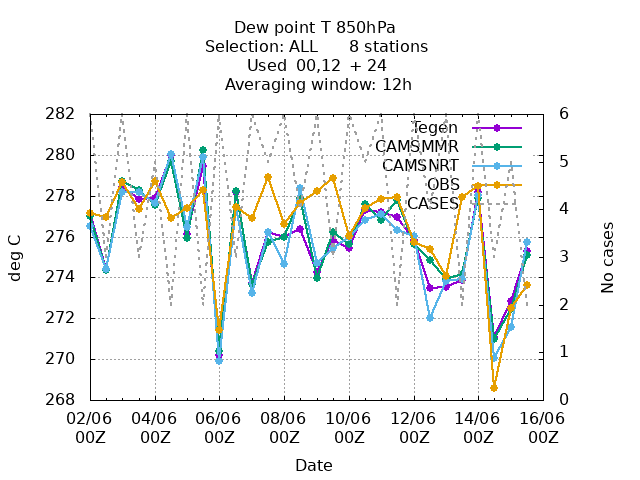 Dew point T 850hPa
Selection: ALL 8 stations
Used 00,12 + 24
Averaging window: 12h
282
280
278
276
274
272
270
268
deg C
6
5
4
3
2
1
0
No cases
Tegen
CAMSMMR
CAMSNRT
OBS
CASES
02/06 04/06 06/06 08/06 10/06 12/06 14/06 16/06
00Z 00Z 00Z 00Z 00Z 00Z 00Z 00Z
Date